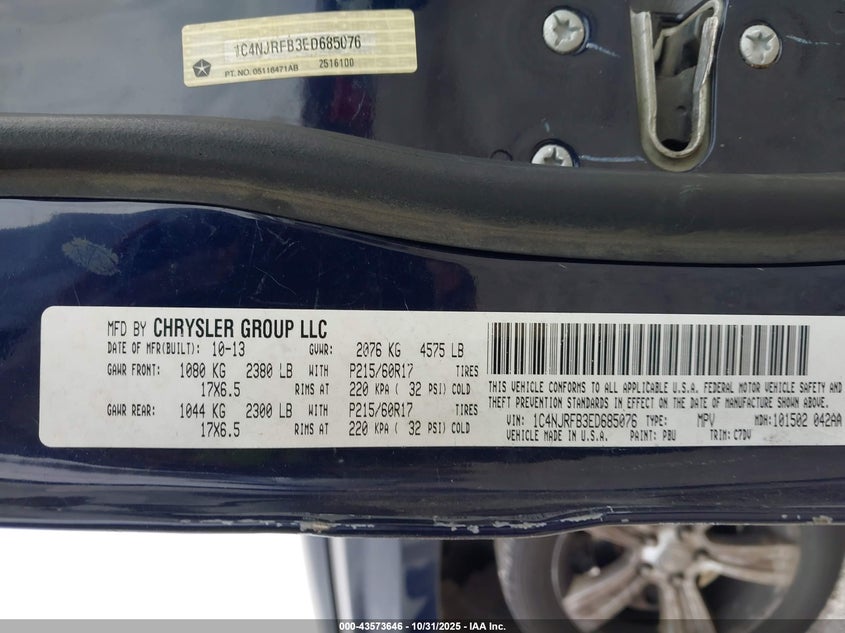 1C4NJRFB3ED685076
PT. NO. 05116471AB 2516100
MFD BY CHRYSLER GROUP LLC
DATE OF MFR(BUILT): 10-13 GVWR: 2076 KG 4575 LB
GAWR FRONT: 1080 KG 2380 LB WITH P215/60R17 TIRES
17X6.5 RIMS AT 220 KPA ( 32 PSI) COLD
GAWR REAR: 1044 KG 2300 LB WITH P215/60R17 TIRES
17X6.5 RIMS AT 220 KPA ( 32 PSI) COLD
THIS VEHICLE CONFORMS TO ALL APPLICABLE U.S.A. FEDERAL MOTOR VEHICLE SAFETY AND
THEFT PREVENTION STANDARDS IN EFFECT ON THE DATE OF MANUFACTURE SHOWN ABOVE.
VIN: 1C4NJRFB3ED685076 TYPE: MPV MDH:101502 042AA
VEHICLE MADE IN U.S.A. PAINT: PBU TRIM: C7DV
000-43573646 - 10/31/2025 - IAA Inc.